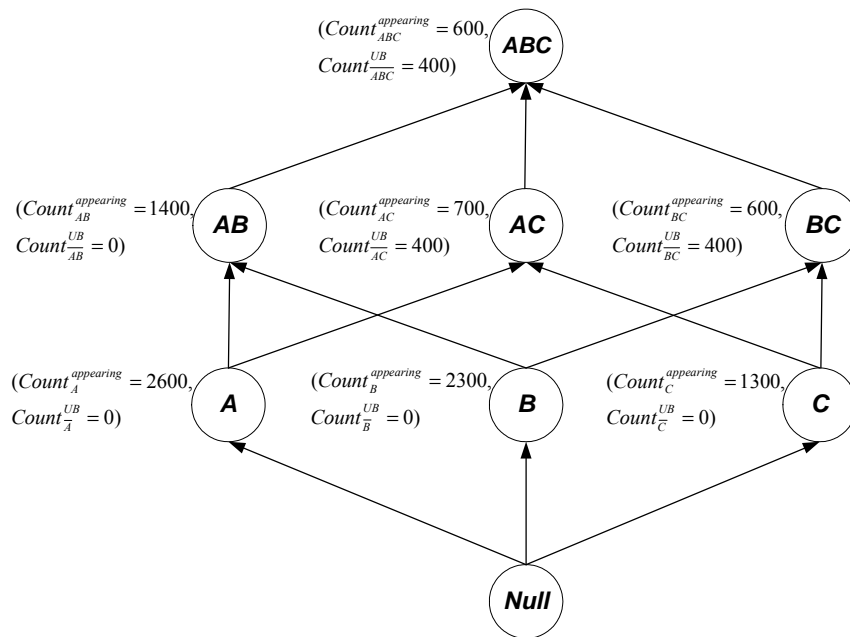 (Count_{ABC}^{appearing} = 600,
Count_{\overline{ABC}}^{UB} = 400)
ABC
(Count_{AB}^{appearing} = 1400,
Count_{\overline{AB}}^{UB} = 0)
AB
(Count_{AC}^{appearing} = 700,
Count_{\overline{AC}}^{UB} = 400)
AC
(Count_{BC}^{appearing} = 600,
Count_{\overline{BC}}^{UB} = 400)
BC
(Count_{A}^{appearing} = 2600,
Count_{\overline{A}}^{UB} = 0)
A
(Count_{B}^{appearing} = 2300,
Count_{\overline{B}}^{UB} = 0)
B
(Count_{C}^{appearing} = 1300,
Count_{\overline{C}}^{UB} = 0)
C
Null